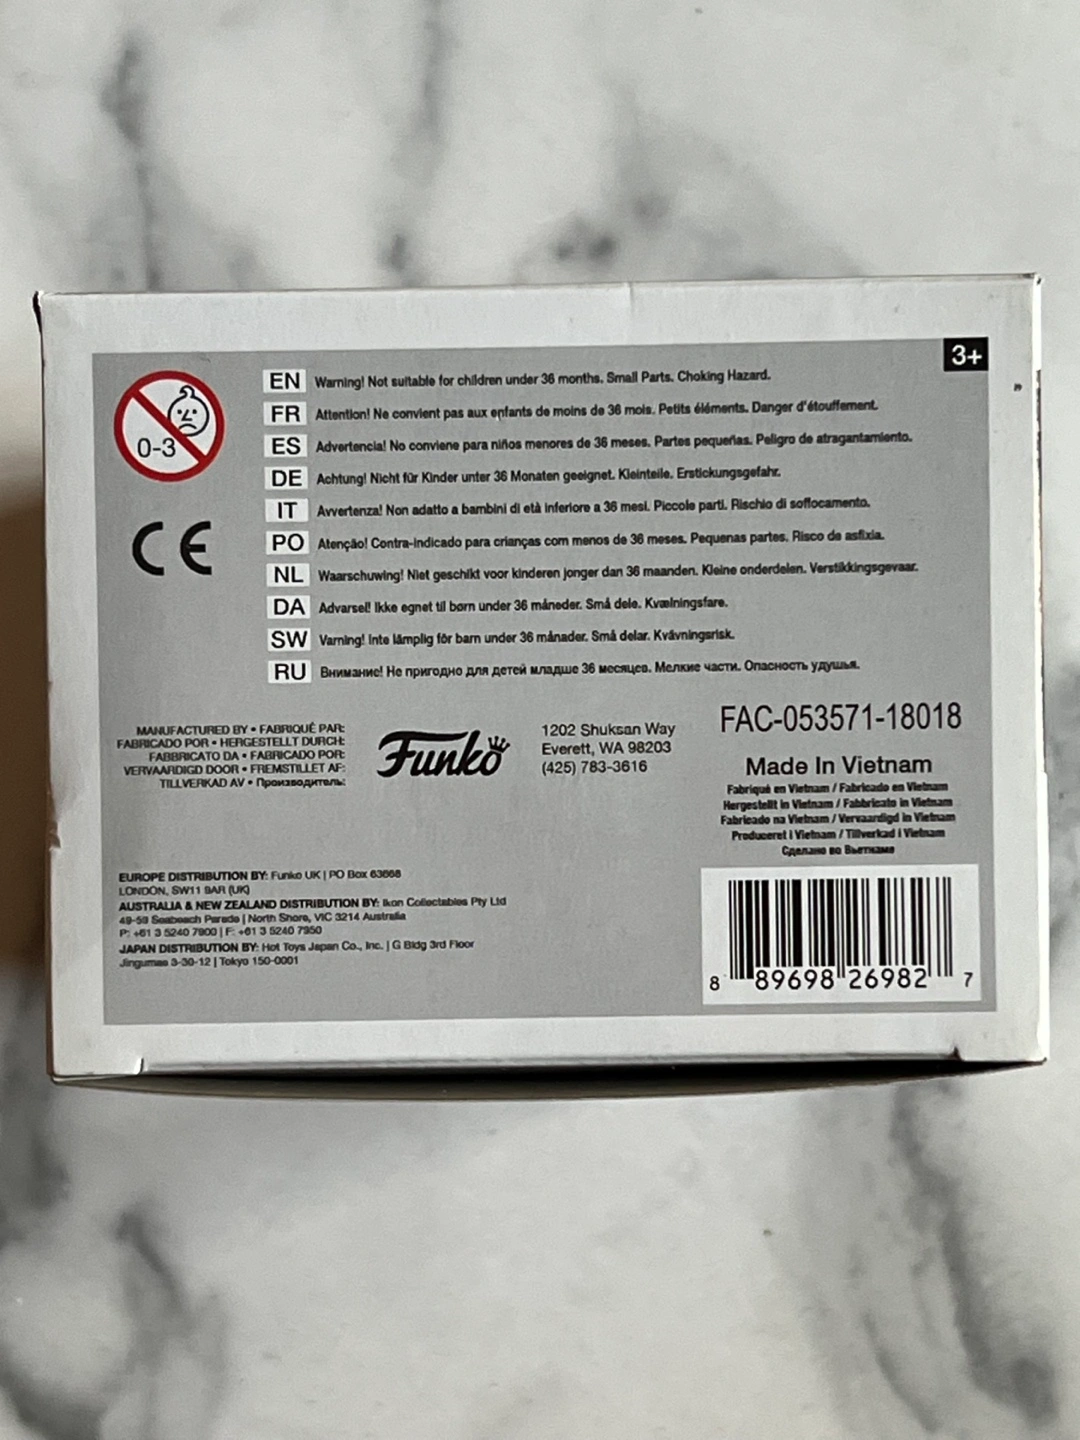 3+
0-3
EN Warning! Not suitable for children under 36 months. Small Parts. Choking Hazard.
FR Attention! Ne convient pas aux enfants de moins de 36 mois. Petits éléments. Danger d'étouffement.
ES Advertencia! No conviene para niños menores de 36 meses. Partes pequeñas. Peligro de atragantamiento.
DE Achtung! Nicht für Kinder unter 36 Monaten geeignet. Kleinteile. Erstickungsgefahr.
IT Avvertenza! Non adatto a bambini di età inferiore a 36 mesi. Piccole parti. Rischio di soffocamento.
PO Atenção! Contra-indicado para crianças com menos de 36 meses. Pequenas partes. Risco de asfixia.
NL Waarschuwing! Niet geschikt voor kinderen jonger dan 36 maanden. Kleine onderdelen. Verstikkingsgevaar.
DA Advarsel! Ikke egnet til børn under 36 måneder. Små dele. Kvælningsfare.
SW Varning! Inte lämplig för barn under 36 månader. Små delar. Kvävningsrisk.
RU Внимание! Не пригодно для детей младше 36 месяцев. Мелкие части. Опасность удушья.
CE
MANUFACTURED BY • FABRIQUÉ PAR:
FABRICADO POR • HERGESTELLT DURCH:
FABBRICATO DA • FABRICADO POR:
VERVAARDIGD DOOR • FREMSTILLET AF:
TILLVERKAD AV • Производитель:
Funko
1202 Shuksan Way
Everett, WA 98203
(425) 783-3616
FAC-053571-18018
Made In Vietnam
Fabriqué en Vietnam / Fabricado en Vietnam
Hergestellt in Vietnam / Fabbricato in Vietnam
Fabricado na Vietnam / Vervaardigd in Vietnam
Produceret i Vietnam / Tillverkad i Vietnam
Сделано во Вьетнаме
EUROPE DISTRIBUTION BY: Funko UK | PO Box 63668
LONDON, SW11 9AR (UK)
AUSTRALIA & NEW ZEALAND DISTRIBUTION BY: Ikon Collectables Pty Ltd
49-59 Seabeach Parade | North Shore, VIC 3214 Australia
P: +61 3 5240 7900 | F: +61 3 5240 7950
JAPAN DISTRIBUTION BY: Hot Toys Japan Co., Inc. | G Bldg 3rd Floor
Jingumae 3-30-12 | Tokyo 150-0001
8 89698 26982 7